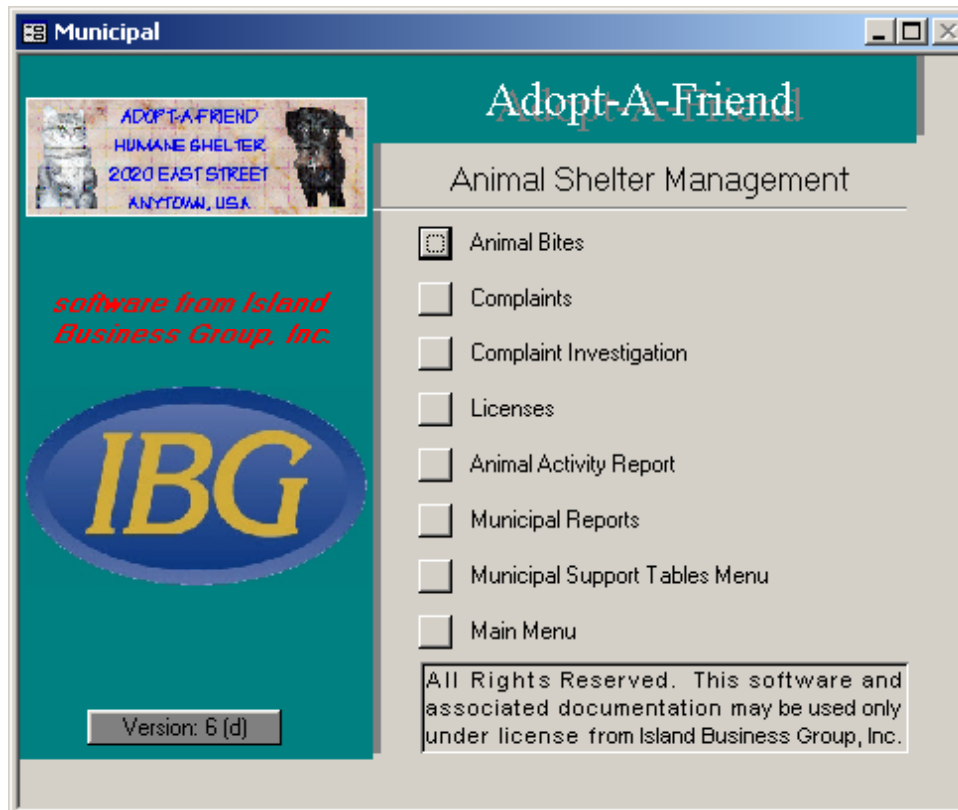 Municipal
ADOPT-A-FRIEND
HUMANE SHELTER
2020 EAST STREET
ANYTOWN, USA
Adopt-A-Friend
Animal Shelter Management
software from Island
Business Group, Inc.
IBG
Version: 6 (d)
Animal Bites
Complaints
Complaint Investigation
Licenses
Animal Activity Report
Municipal Reports
Municipal Support Tables Menu
Main Menu
All Rights Reserved. This software and
associated documentation may be used only
under license from Island Business Group, Inc.